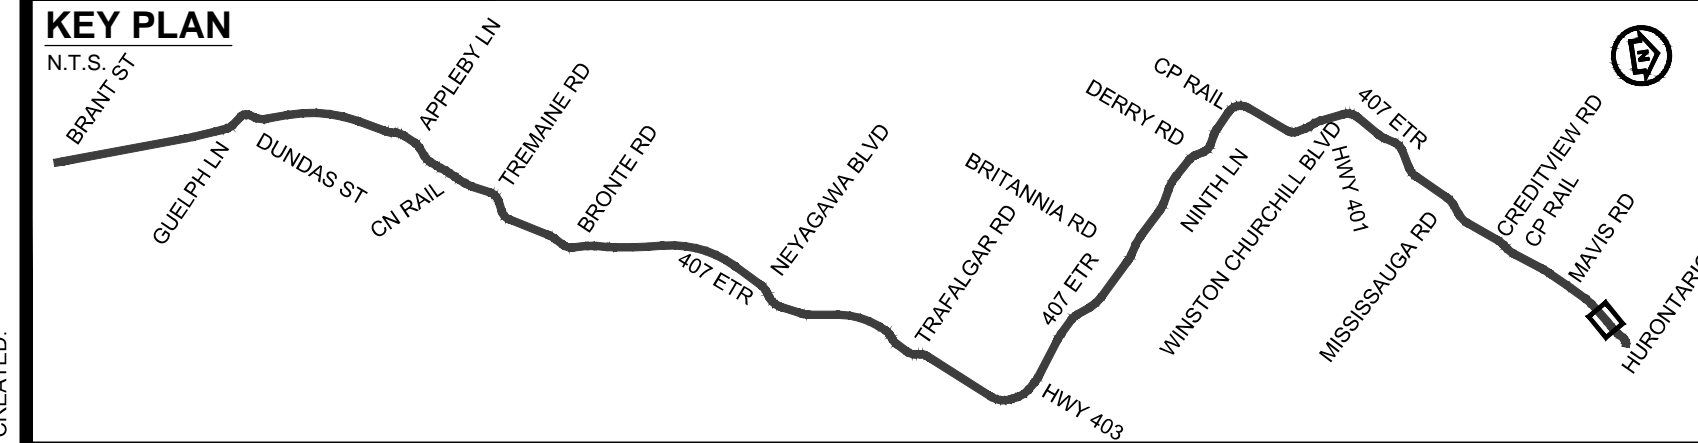 KEY PLAN
N.T.S.
BRANT ST
GUELPH LN
DUNDAS ST
CN RAIL
APPLEBY LN
TREMAINE RD
BRONTE RD
407 ETR
NEYAGAWA BLVD
TRAFALGAR RD
HWY 403
407 ETR
BRITANNIA RD
DERRY RD
CP RAIL
NINTH LN
WINSTON CHURCHILL BLVD
HWY 401
407 ETR
MISSISSAUGA RD
CREDITVIEW RD
CP RAIL
MAVIS RD
N
CREATED: